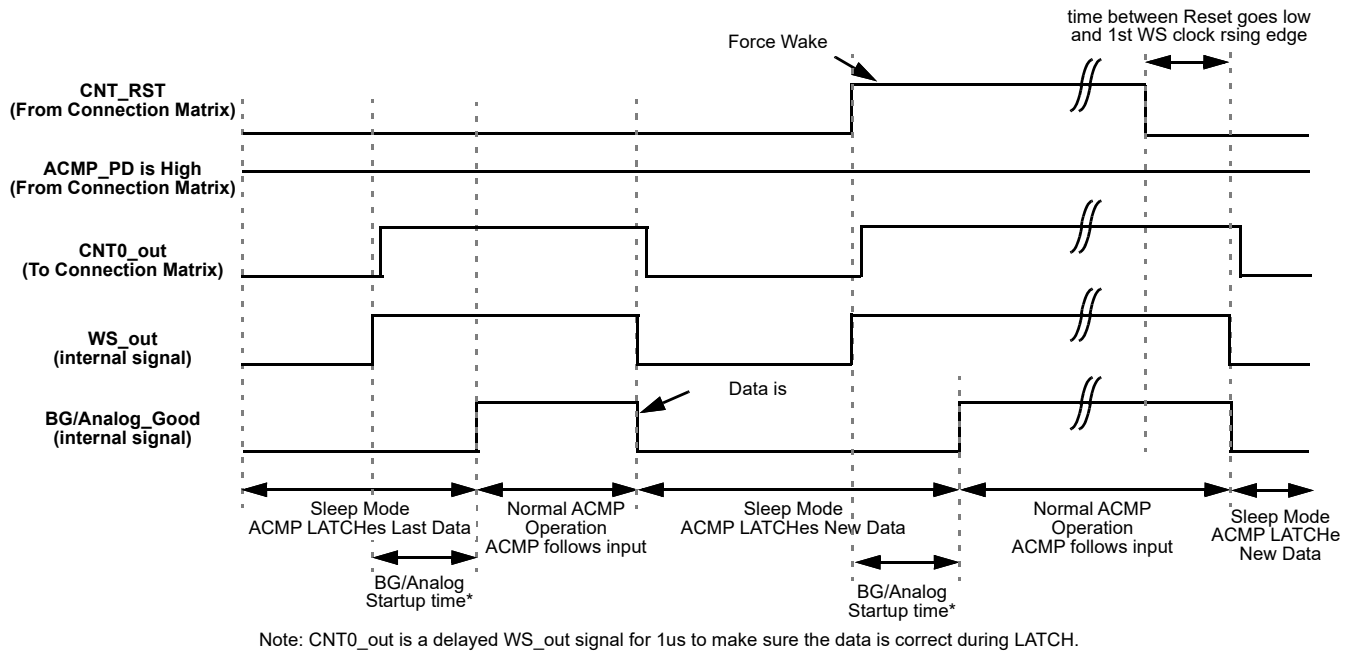 time between Reset goes low
and 1st WS clock rsing edge
Force Wake
CNT_RST
(From Connection Matrix)
ACMP_PD is High
(From Connection Matrix)
CNT0_out
(To Connection Matrix)
WS_out
(internal signal)
Data is
BG/Analog_Good
(internal signal)
Sleep Mode
ACMP LATCHes Last Data
Normal ACMP
Operation
ACMP follows input
Sleep Mode
ACMP LATCHes New Data
Normal ACMP
Operation
ACMP follows input
Sleep Mode
ACMP LATCHe
New Data
BG/Analog
Startup time*
BG/Analog
Startup time*
Note: CNT0_out is a delayed WS_out signal for 1us to make sure the data is correct during LATCH.